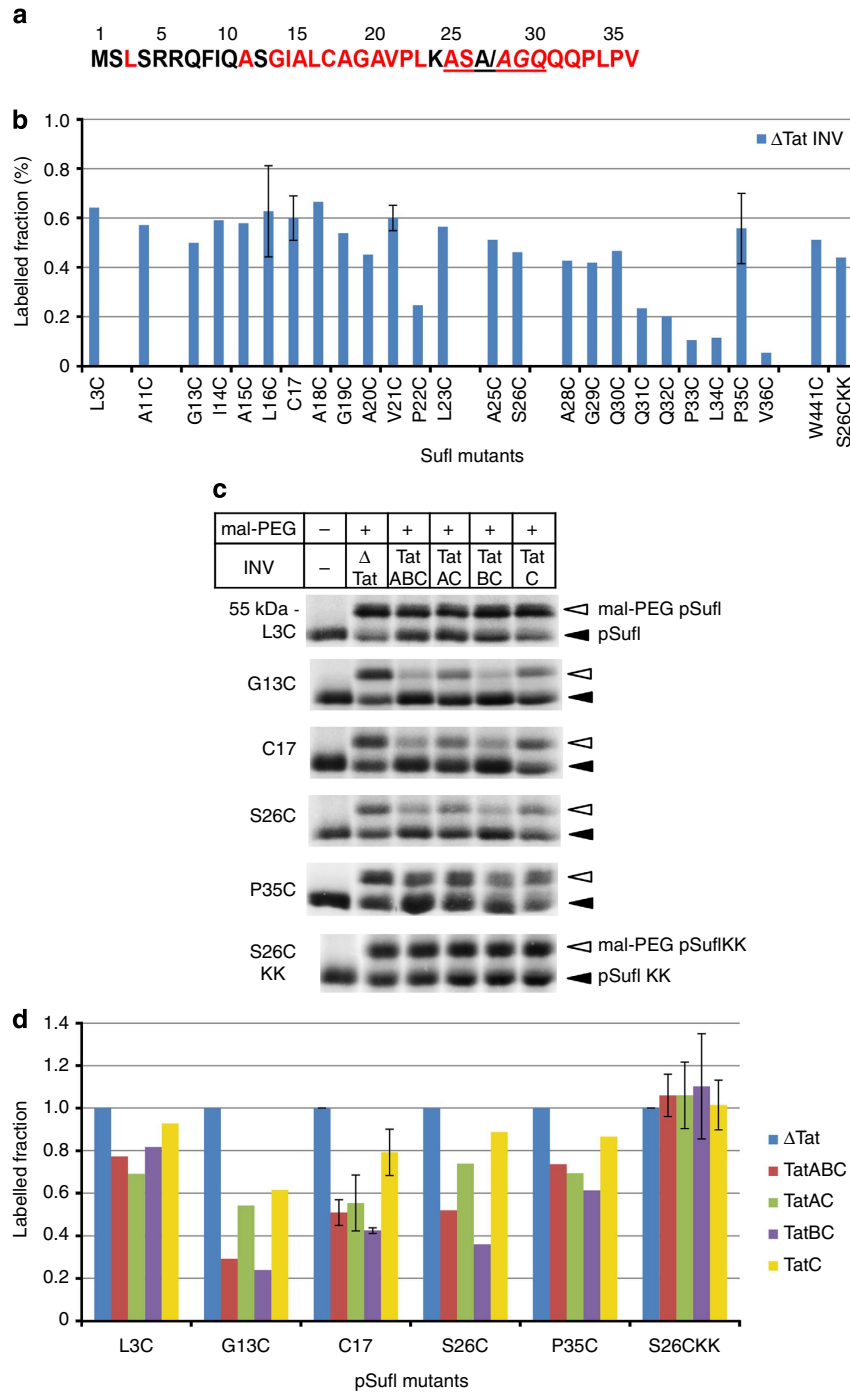 a
1 5 10 15 20 25 30 35
MSLSRRQFIQASGIALCAGAVPLKASA/AGQQQPLPV
b
1.0
0.8
0.6
0.4
0.2
0
Labelled fraction (%)
ΔTat INV
L3C A11C G13C I14C A15C L16C C17 A18C G19C A20C V21C P22C L23C A25C S26C A28C G29C Q30C Q31C Q32C P33C L34C P35C V36C W441C S26CKK
SufI mutants
c
mal-PEG – + + + + +
INV – Δ Tat Tat ABC Tat AC Tat BC Tat C
55 kDa -
L3C
mal-PEG pSufI
pSufI
G13C
C17
S26C
P35C
S26C
KK
mal-PEG pSufIKK
pSufI KK
d
1.4
1.2
1.0
0.8
0.6
0.4
0.2
0
Labelled fraction
ΔTat
TatABC
TatAC
TatBC
TatC
L3C G13C C17 S26C P35C S26CKK
pSufI mutants